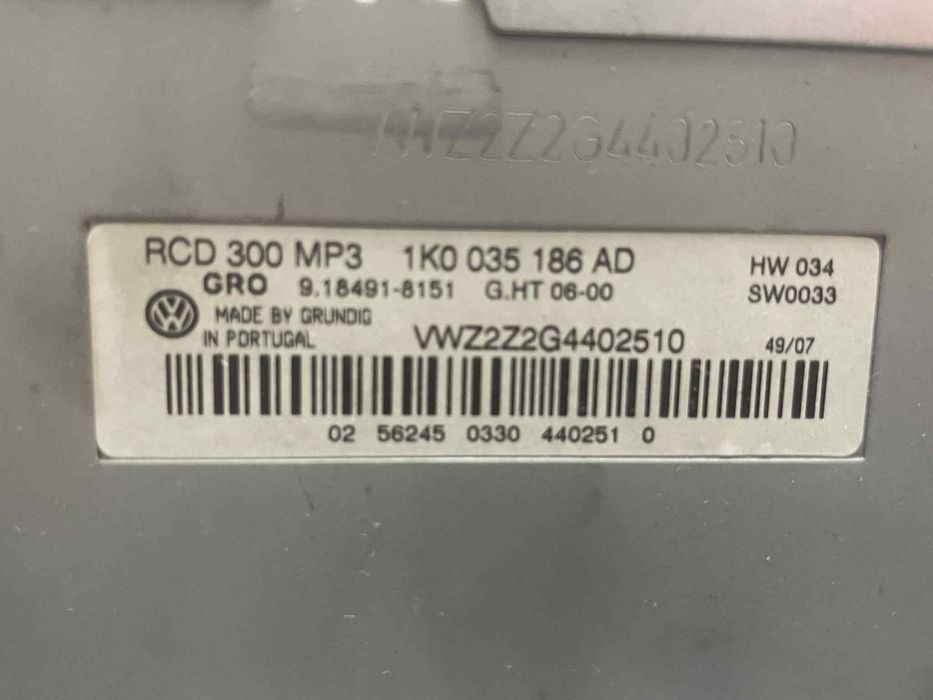 VWZ2Z2G4402510
RCD 300 MP3 1K0 035 186 AD
HW 034
GRO 9.18491-8151 G.HT 06-00
SW0033
MADE BY GRUNDIG
IN PORTUGAL
VWZ2Z2G4402510
49/07
02 56245 0330 440251 0